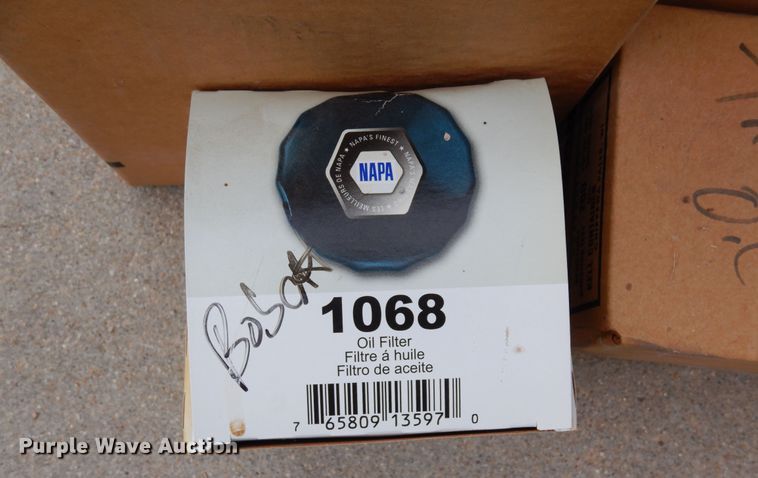 NAPA'S FINEST
LES MEILLEURS DE NAPA
NAPA
BOSCH
1068
Oil Filter
Filtre á huile
Filtro de aceite
7 65809 13597 0
Purple Wave Auction